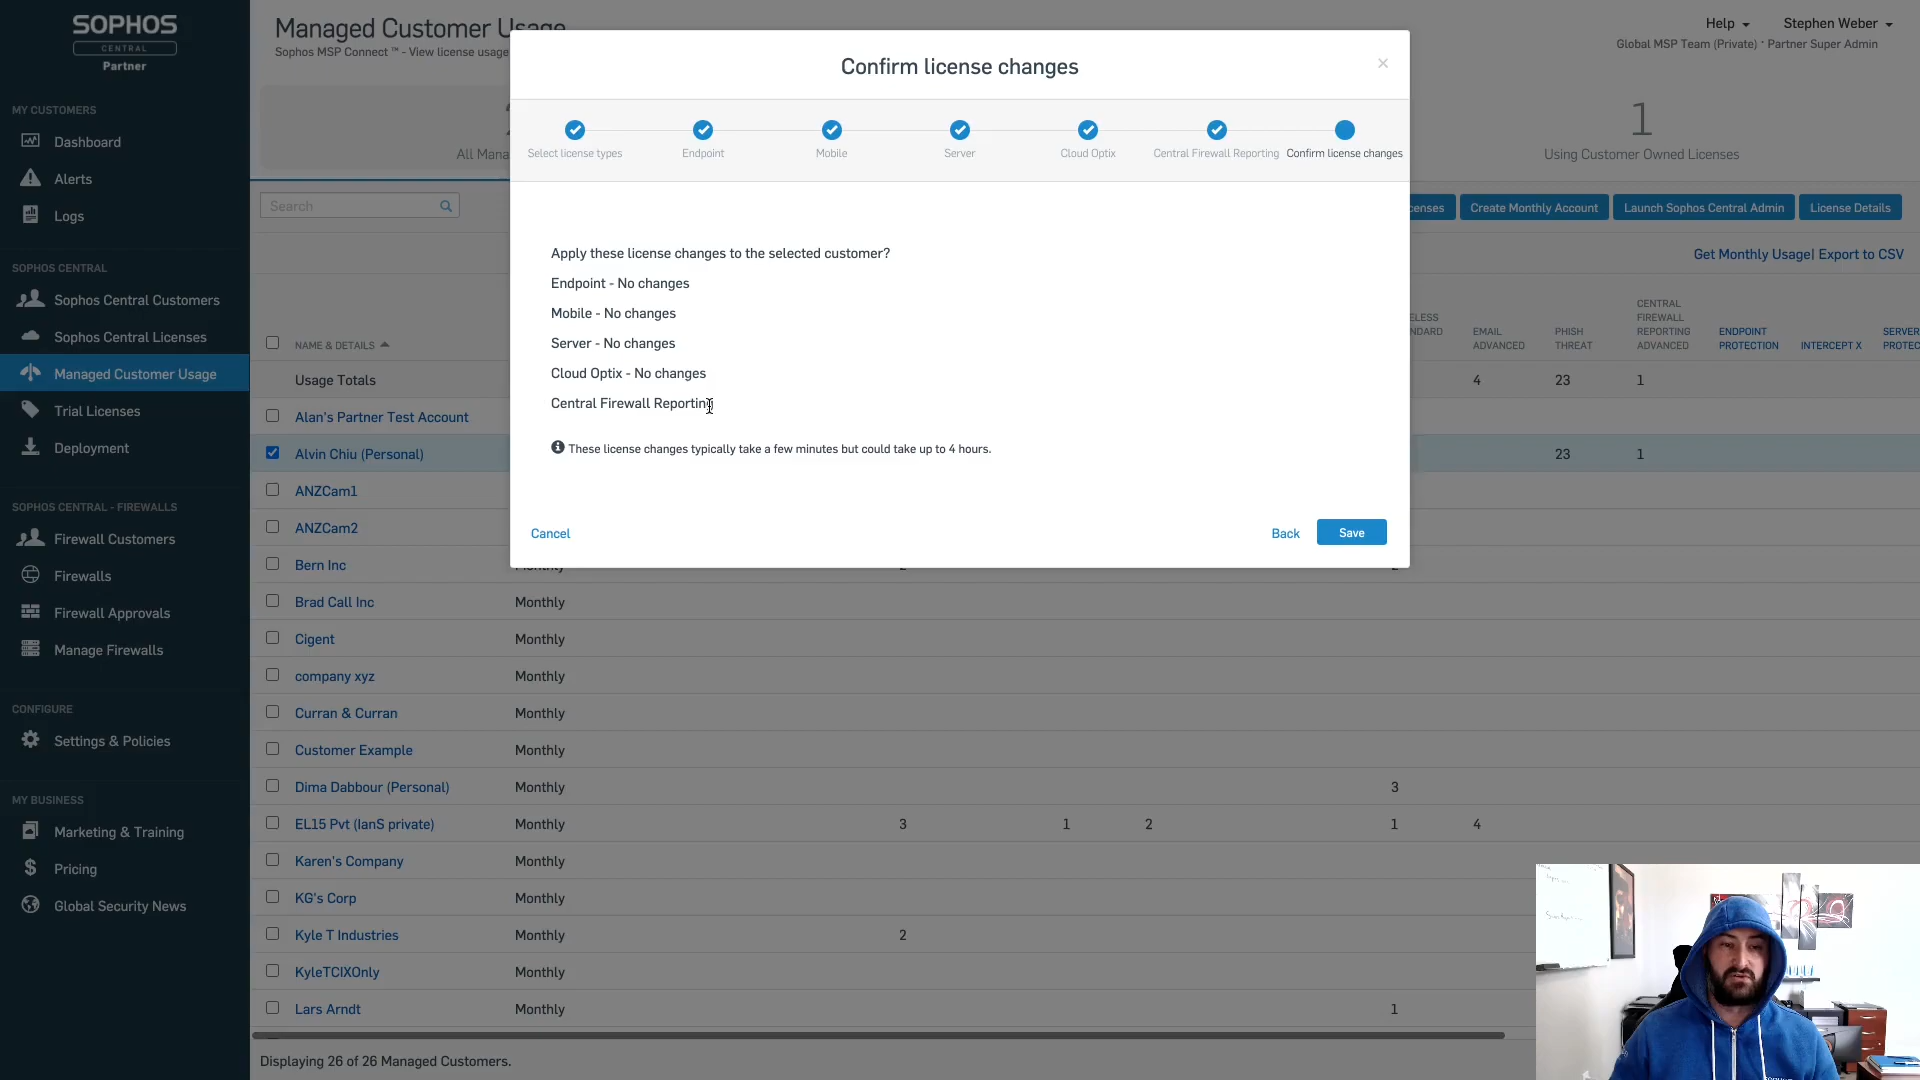 SOPHOS
CENTRAL
Partner
MY CUSTOMERS
Dashboard
Alerts
Logs
SOPHOS CENTRAL
Sophos Central Customers
Sophos Central Licenses
Managed Customer Usage
Trial Licenses
Deployment
SOPHOS CENTRAL - FIREWALLS
Firewall Customers
Firewalls
Firewall Approvals
Manage Firewalls
CONFIGURE
Settings & Policies
MY BUSINESS
Marketing & Training
Pricing
Global Security News
Managed Customer Usage
Sophos MSP Connect ™ - View license usage
Help
Stephen Weber
Global MSP Team (Private) · Partner Super Admin
All Mana
1
Using Customer Owned Licenses
Search
censes
Create Monthly Account
Launch Sophos Central Admin
License Details
Get Monthly Usage| Export to CSV
Confirm license changes
Select license types
Endpoint
Mobile
Server
Cloud Optix
Central Firewall Reporting
Confirm license changes
Apply these license changes to the selected customer?
Endpoint - No changes
Mobile - No changes
Server - No changes
Cloud Optix - No changes
Central Firewall Reporting
These license changes typically take a few minutes but could take up to 4 hours.
Cancel
Back
Save
NAME & DETAILS
ELESS
NDARD
EMAIL
ADVANCED
PHISH
THREAT
CENTRAL
FIREWALL
REPORTING
ADVANCED
ENDPOINT
PROTECTION
INTERCEPT X
SERVER
PROTEC
Usage Totals 4 23 1
Alan's Partner Test Account
Alvin Chiu (Personal) 23 1
ANZCam1
ANZCam2
Bern Inc
Brad Call Inc Monthly
Cigent Monthly
company xyz Monthly
Curran & Curran Monthly
Customer Example Monthly
Dima Dabbour (Personal) Monthly 3
EL15 Pvt (IanS private) Monthly 3 1 2 1 4
Karen's Company Monthly
KG's Corp Monthly
Kyle T Industries Monthly 2
KyleTCIXOnly Monthly
Lars Arndt Monthly 1
Displaying 26 of 26 Managed Customers.